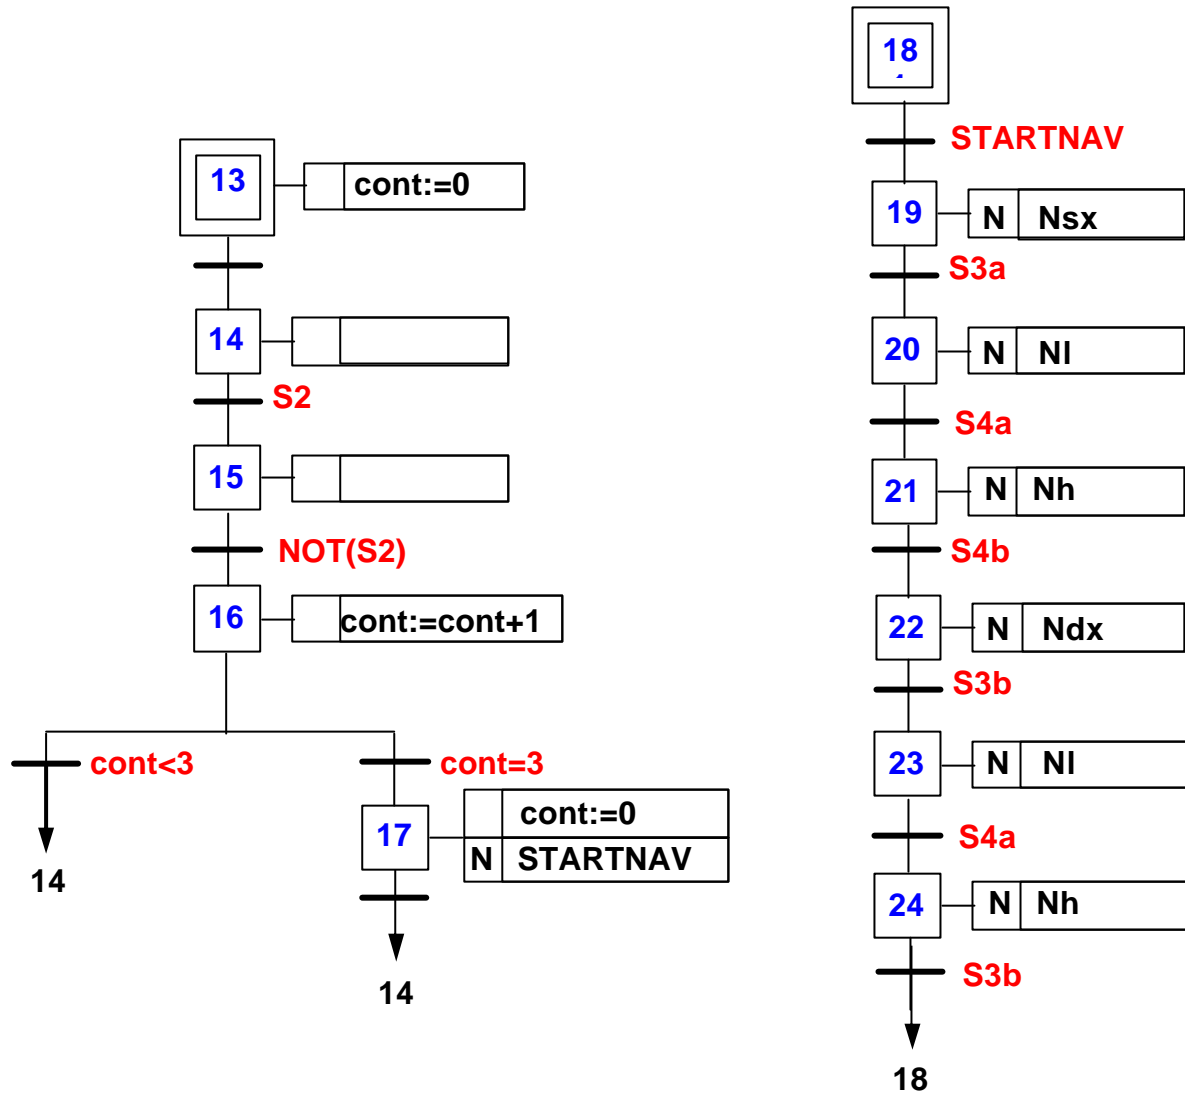 13
cont:=0
14
S2
15
NOT(S2)
16
cont:=cont+1
cont<3
cont=3
14
17
cont:=0
N STARTNAV
14
18
STARTNAV
19
N Nsx
S3a
20
N Nl
S4a
21
N Nh
S4b
22
N Ndx
S3b
23
N Nl
S4a
24
N Nh
S3b
18